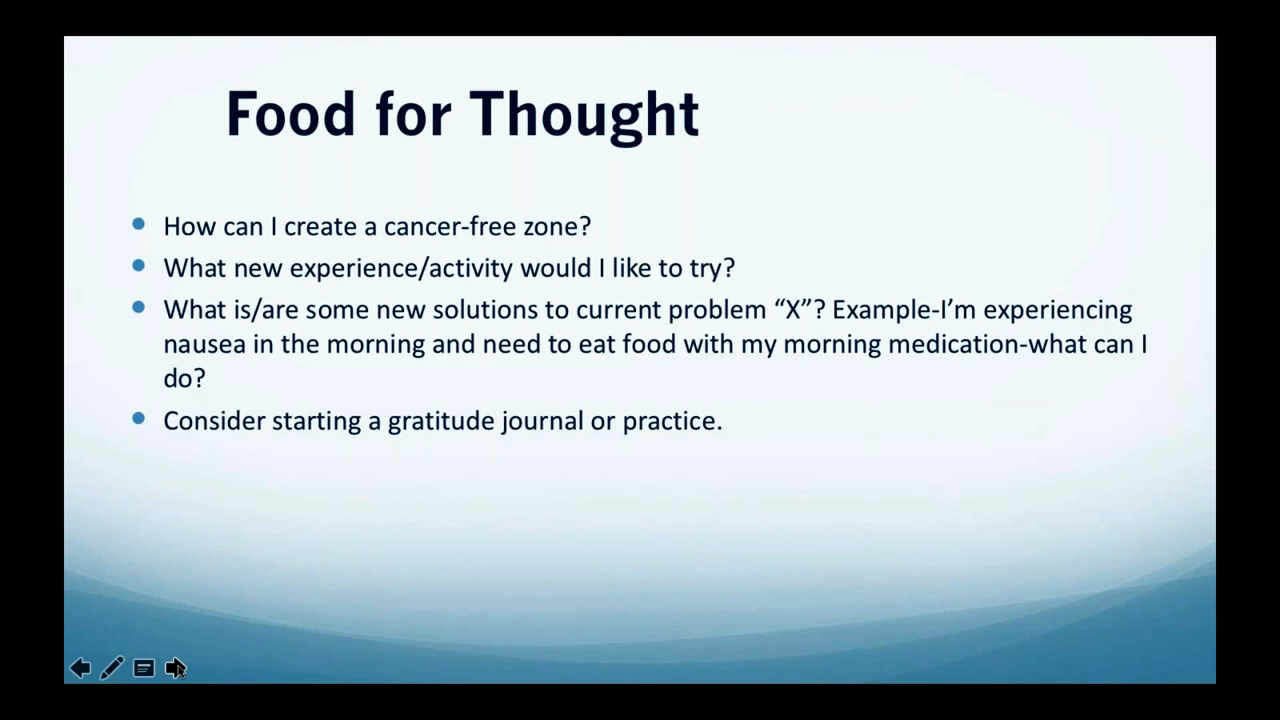 Food for Thought
How can I create a cancer-free zone?
What new experience/activity would I like to try?
What is/are some new solutions to current problem “X”? Example-I’m experiencing
nausea in the morning and need to eat food with my morning medication-what can I
do?
Consider starting a gratitude journal or practice.